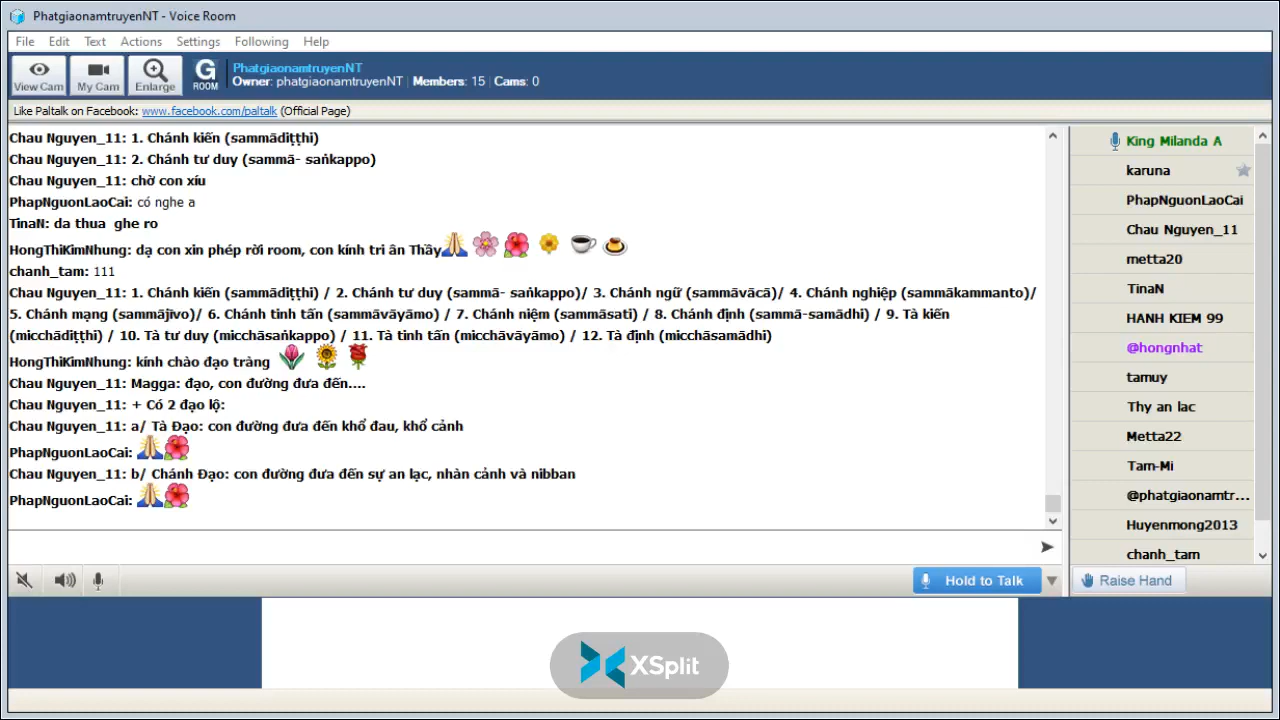 PhatgiaonamtruyenNT - Voice Room
File Edit Text Actions Settings Following Help
View Cam My Cam Enlarge G ROOM
PhatgiaonamtruyenNT
Owner: phatgiaonamtruyenNT | Members: 15 | Cams: 0
Like Paltalk on Facebook: www.facebook.com/paltalk (Official Page)
Chau Nguyen_11: 1. Chánh kiến (sammādiṭṭhi)
Chau Nguyen_11: 2. Chánh tư duy (sammā- saṅkappo)
Chau Nguyen_11: chờ con xíu
PhapNguonLaoCai: có nghe a
TinaN: da thua ghe ro
HongThiKimNhung: dạ con xin phép rời room, con kính tri ân Thầy
chanh_tam: 111
Chau Nguyen_11: 1. Chánh kiến (sammādiṭṭhi) / 2. Chánh tư duy (sammā- saṅkappo)/ 3. Chánh ngữ (sammāvācā)/ 4. Chánh nghiệp (sammākammanto)/
5. Chánh mạng (sammājīvo)/ 6. Chánh tinh tấn (sammāvāyāmo) / 7. Chánh niệm (sammāsati) / 8. Chánh định (sammā-samādhi) / 9. Tà kiến
(micchādiṭṭhi) / 10. Tà tư duy (micchāsaṅkappo) / 11. Tà tinh tấn (micchāvāyāmo) / 12. Tà định (micchāsamādhi)
HongThiKimNhung: kính chào đạo tràng
Chau Nguyen_11: Magga: đạo, con đường đưa đến....
Chau Nguyen_11: + Có 2 đạo lộ:
Chau Nguyen_11: a/ Tà Đạo: con đường đưa đến khổ đau, khổ cảnh
PhapNguonLaoCai:
Chau Nguyen_11: b/ Chánh Đạo: con đường đưa đến sự an lạc, nhàn cảnh và nibban
PhapNguonLaoCai:
King Milanda A
karuna
PhapNguonLaoCai
Chau Nguyen_11
metta20
TinaN
HANH KIEM 99
@hongnhat
tamuy
Thy an lac
Metta22
Tam-Mi
@phatgiaonamtr...
Huyenmong2013
chanh_tam
Hold to Talk
Raise Hand
XSplit